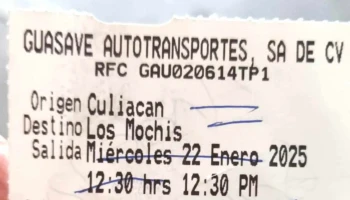 GUASAVE AUTOTRANSPORTES, SA DE CV
RFC GAU020614TP1
Origen Culiacan
Destino Los Mochis
Salida Miércoles 22 Enero 2025
12:30 hrs 12:30 PM